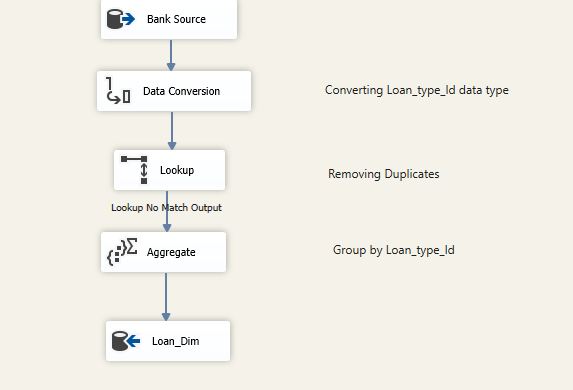 Bank Source
Data Conversion
Converting Loan_type_Id data type
Lookup
Removing Duplicates
Lookup No Match Output
Aggregate
Group by Loan_type_Id
Loan_Dim